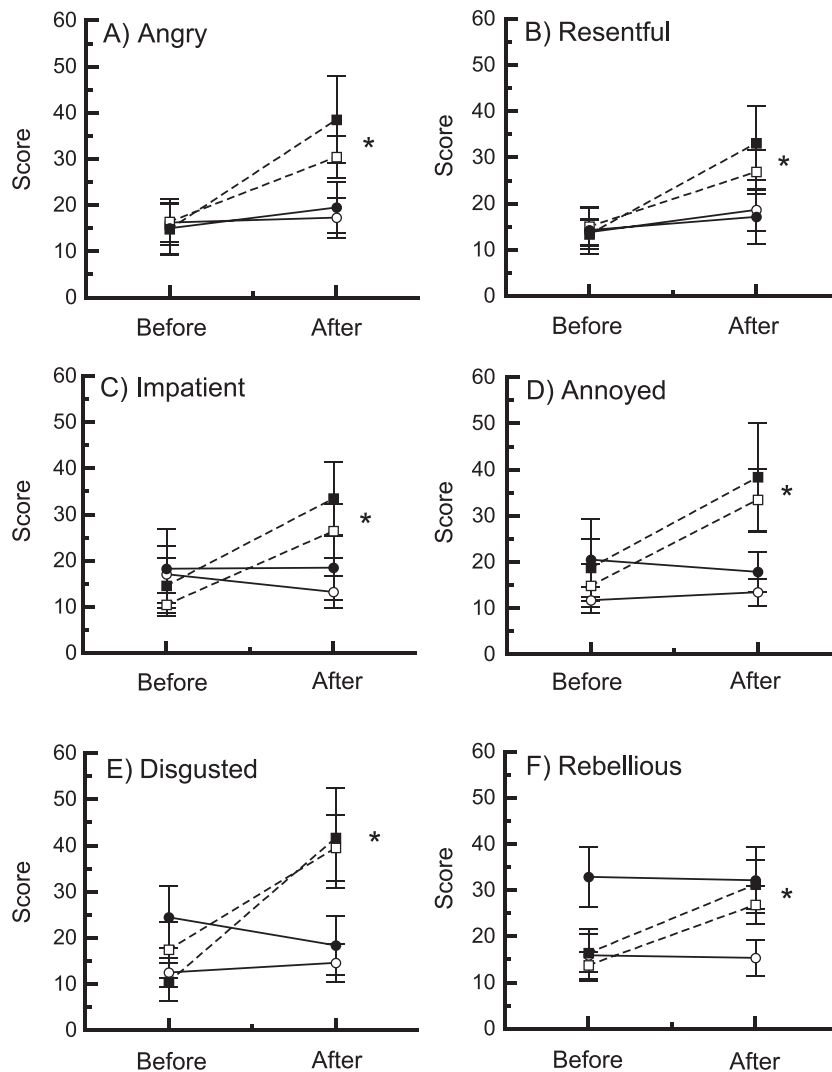 A) Angry
60
50
40
30
20
10
0
Score
*
Before After
B) Resentful
60
50
40
30
20
10
0
Score
*
Before After
C) Impatient
60
50
40
30
20
10
0
Score
*
Before After
D) Annoyed
60
50
40
30
20
10
0
Score
*
Before After
E) Disgusted
60
50
40
30
20
10
0
Score
*
Before After
F) Rebellious
60
50
40
30
20
10
0
Score
*
Before After